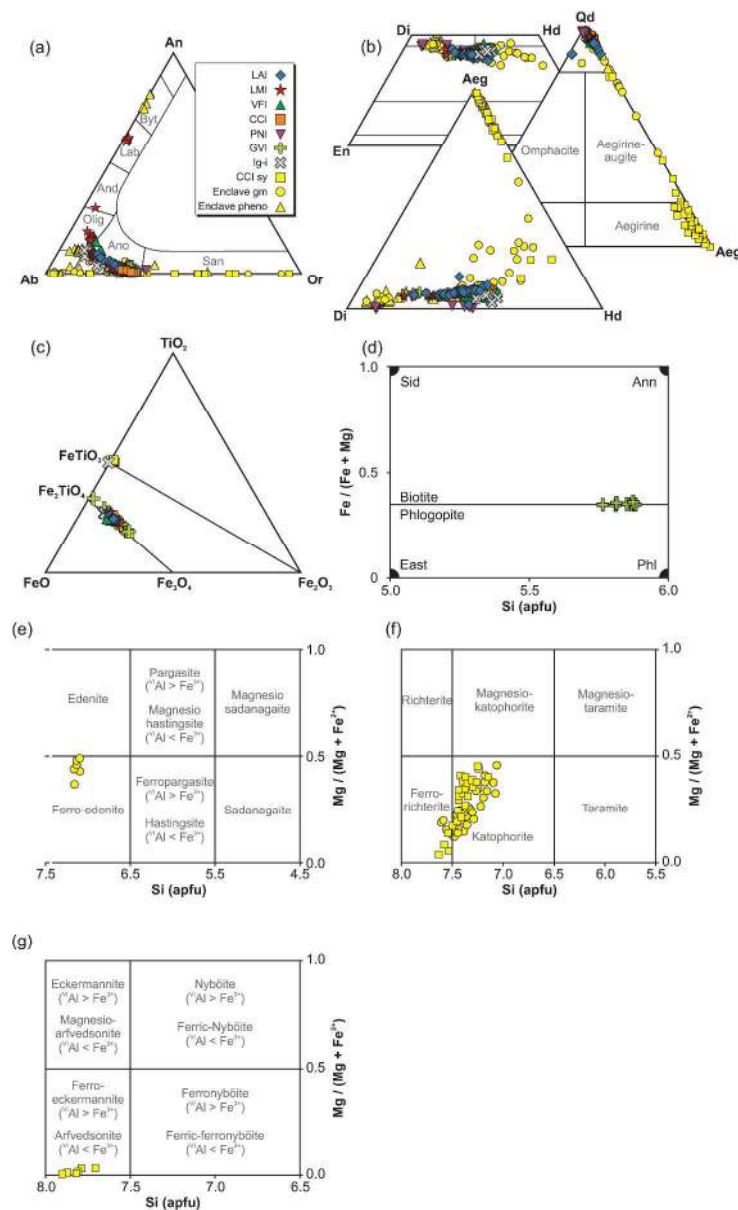 (a)
An
LAI
LMI
VFI
CCI
PNI
GVI
Ig-i
CCI sy
Enclave gm
Enclave pheno
Byt
Lab
And
Olig
Ano
San
Ab
Or
(b)
Di
Hd
En
Aeg
Di
Hd
Qd
Omphacite
Aegirine-
augite
Aegirine
Aeg
(c)
TiO₂
FeTiO₃
Fe₂TiO₄
FeO
Fe₃O₄
Fe₂O₃
(d)
Fe / (Fe + Mg)
1.0
0.5
0
Sid
Ann
Biotite
Phlogopite
East
Phl
5.0
5.5
6.0
Si (apfu)
(e)
Edenite
Pargasite
(ⱽᴵAl > Fe³⁺)
Magnesio
hastingsite
(ⱽᴵAl < Fe³⁺)
Magnesio
sadanagaite
Ferro-edenite
Ferropargasite
(ⱽᴵAl > Fe³⁺)
Hastingsite
(ⱽᴵAl < Fe³⁺)
Sadanagaite
1.0
0.5
0.0
Mg / (Mg + Fe²⁺)
7.5
6.5
5.5
4.5
Si (apfu)
(f)
Richterite
Magnesio-
katophorite
Magnesio-
taramite
Ferro-
richterite
Katophorite
Taramite
1.0
0.5
0.0
Mg / (Mg + Fe²⁺)
8.0
7.5
7.0
6.5
6.0
5.5
Si (apfu)
(g)
Eckermannite
(ⱽᴵAl > Fe³⁺)
Magnesio-
arfvedsonite
(ⱽᴵAl < Fe³⁺)
Nyböite
(ⱽᴵAl > Fe³⁺)
Ferric-Nyböite
(ⱽᴵAl < Fe³⁺)
Ferro-
eckermannite
(ⱽᴵAl > Fe³⁺)
Arfvedsonite
(ⱽᴵAl < Fe³⁺)
Ferronyböite
(ⱽᴵAl > Fe³⁺)
Ferric-ferronyböite
(ⱽᴵAl < Fe³⁺)
1.0
0.5
0.0
Mg / (Mg + Fe²⁺)
8.0
7.5
7.0
6.5
Si (apfu)